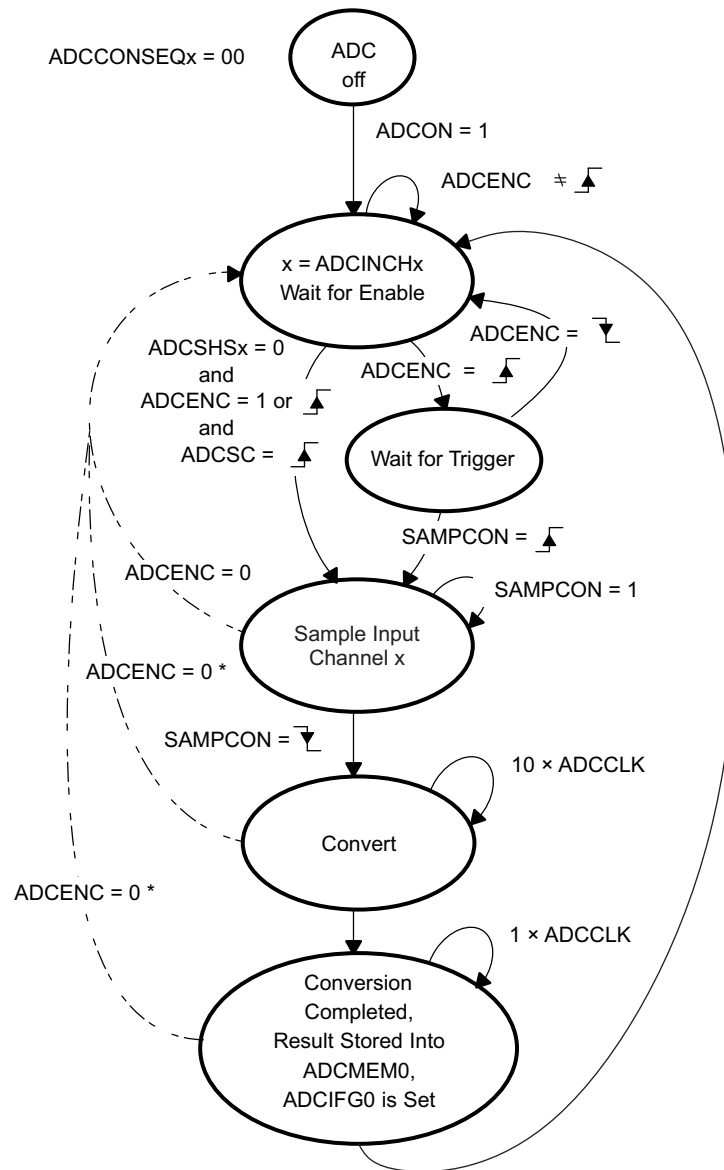 ADCCONSEQx = 00
ADC
off
ADCON = 1
ADCENC ≠
x = ADCINCHx
Wait for Enable
ADCENC =
ADCSHSx = 0
and
ADCENC = 1 or
and
ADCSC =
ADCENC =
Wait for Trigger
SAMPCON =
ADCENC = 0
SAMPCON = 1
Sample Input
Channel x
ADCENC = 0 *
SAMPCON =
10 × ADCCLK
Convert
ADCENC = 0 *
1 × ADCCLK
Conversion
Completed,
Result Stored Into
ADCMEM0,
ADCIFG0 is Set